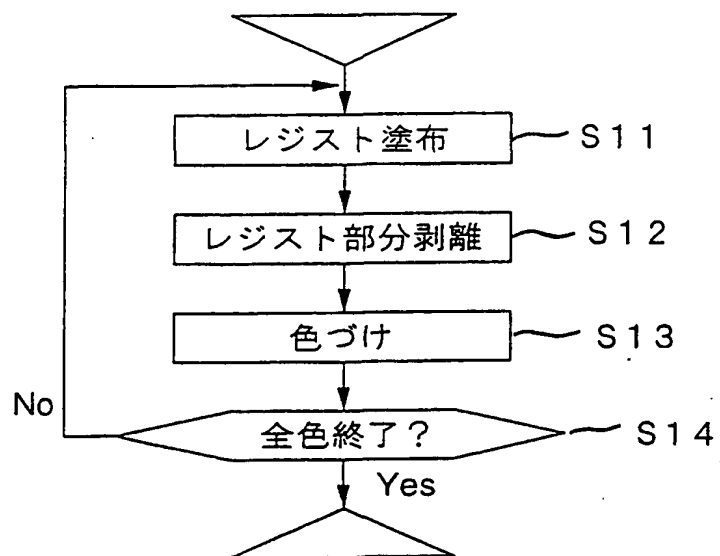 レジスト塗布 S11
レジスト部分剥離 S12
色づけ S13
No
全色終了? S14
Yes